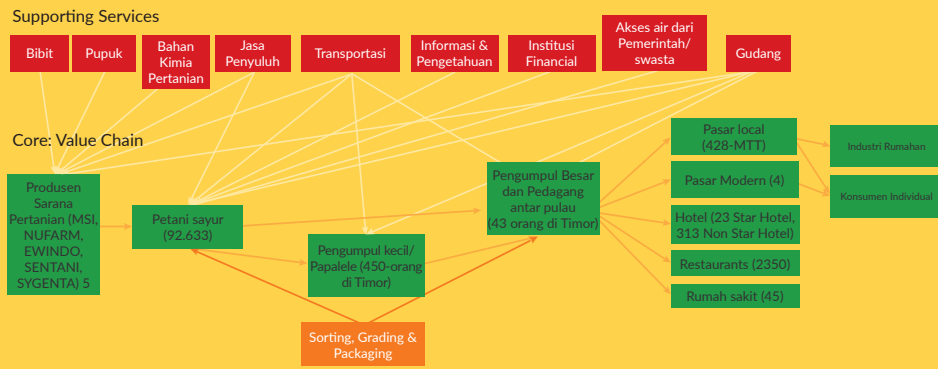 Supporting Services
Bibit
Pupuk
Bahan
Kimia
Pertanian
Jasa
Penyuluh
Transportasi
Informasi &
Pengetahuan
Institusi
Financial
Akses air dari
Pemerintah/
swasta
Gudang
Core: Value Chain
Produsen
Sarana
Pertanian (MSI,
NUFARM,
EWINDO,
SENTANI,
SYGENTA) 5
Petani sayur
(92.633)
Pengumpul kecil/
Papalele (450-orang
di Timor)
Sorting, Grading &
Packaging
Pengumpul Besar
dan Pedagang
antar pulau
(43 orang di Timor)
Pasar local
(428-MTT)
Pasar Modern (4)
Hotel (23 Star Hotel,
313 Non Star Hotel)
Restaurants (2350)
Rumah sakit (45)
Industri Rumahan
Konsumen Individual